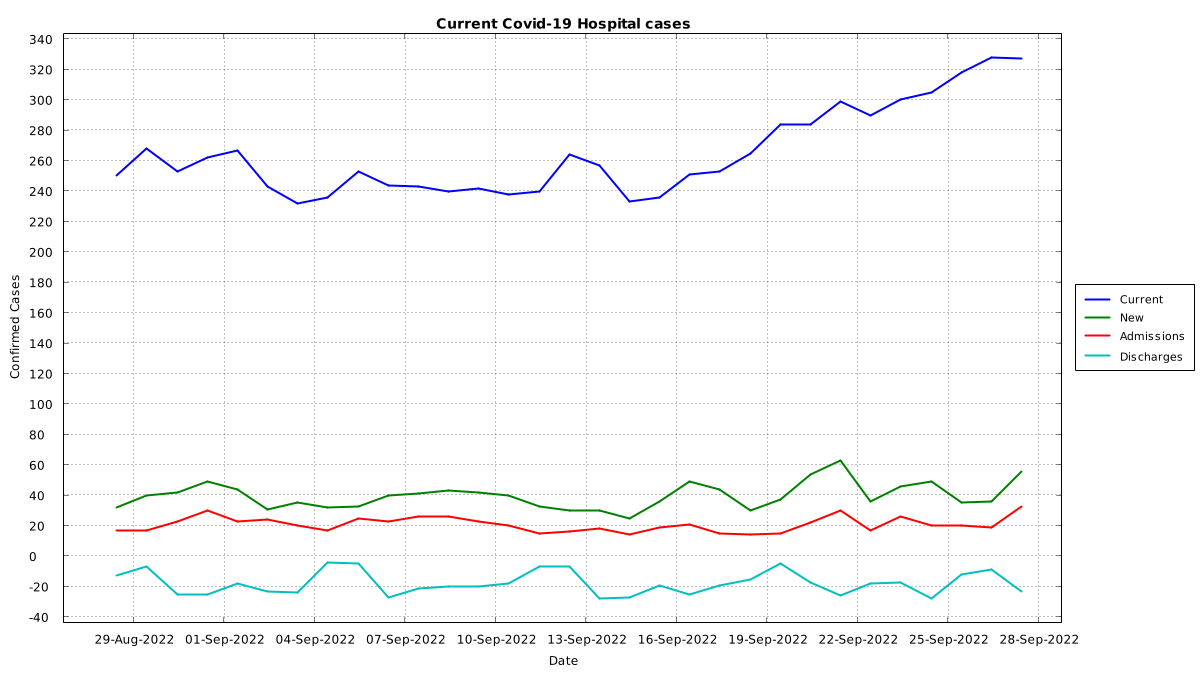 Current Covid-19 Hospital cases
340
320
300
280
260
240
220
200
180
160
140
120
100
80
60
40
20
0
-20
-40
Confirmed Cases
29-Aug-2022 01-Sep-2022 04-Sep-2022 07-Sep-2022 10-Sep-2022 13-Sep-2022 16-Sep-2022 19-Sep-2022 22-Sep-2022 25-Sep-2022 28-Sep-2022
Date
Current
New
Admissions
Discharges